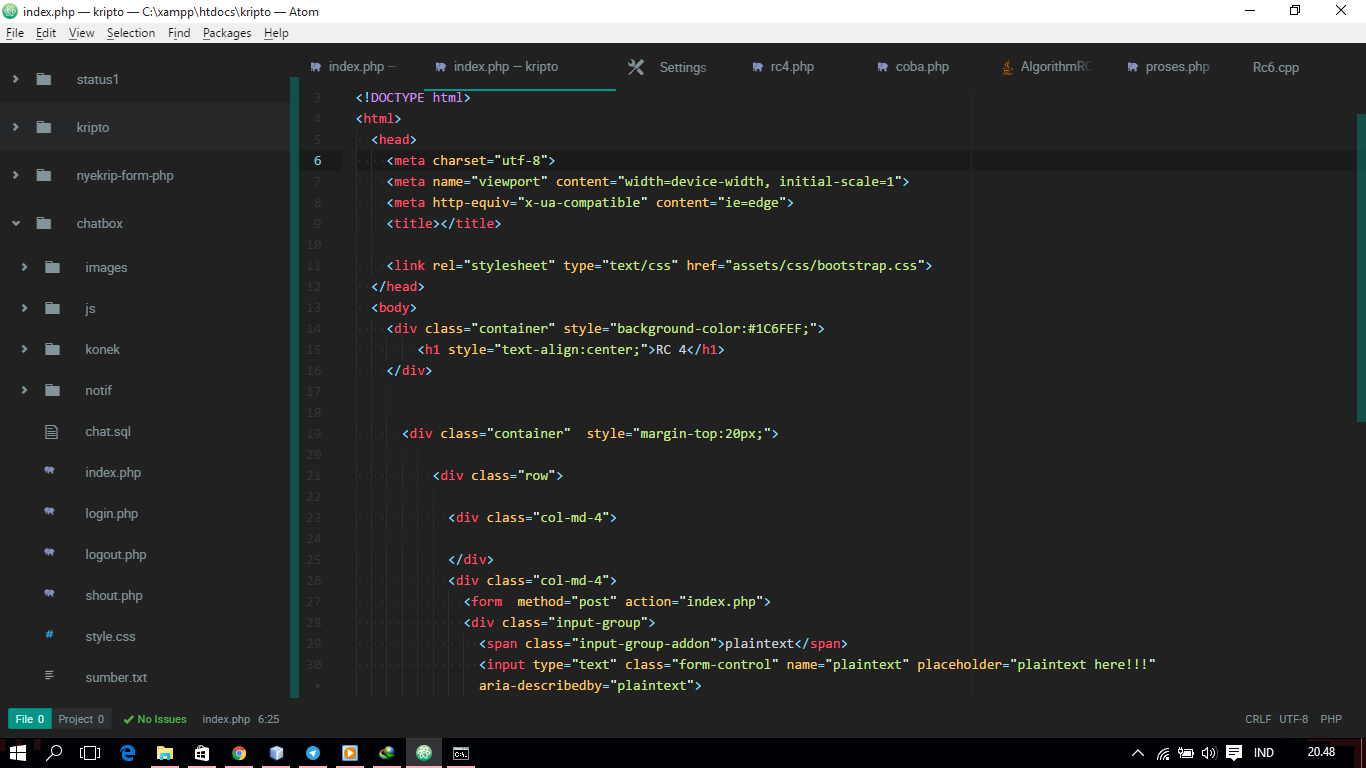 index.php — kripto — C:\xampp\htdocs\kripto — Atom
File Edit View Selection Find Packages Help
index.php —
index.php — kripto
Settings
rc4.php
coba.php
AlgorithmRC
proses.php
Rc6.cpp
status1
kripto
nyekrip-form-php
chatbox
images
js
konek
notif
chat.sql
index.php
login.php
logout.php
shout.php
style.css
sumber.txt
3 <!DOCTYPE html>
4 <html>
5 <head>
6 <meta charset="utf-8">
7 <meta name="viewport" content="width=device-width, initial-scale=1">
8 <meta http-equiv="x-ua-compatible" content="ie=edge">
9 <title></title>
10
11 <link rel="stylesheet" type="text/css" href="assets/css/bootstrap.css">
12 </head>
13 <body>
14 <div class="container" style="background-color:#1C6FEF;">
15 <h1 style="text-align:center;">RC 4</h1>
16 </div>
17
18
19 <div class="container"  style="margin-top:20px;">
20
21 <div class="row">
22
23 <div class="col-md-4">
24
25 </div>
26 <div class="col-md-4">
27 <form  method="post" action="index.php">
28 <div class="input-group">
29 <span class="input-group-addon">plaintext</span>
30 <input type="text" class="form-control" name="plaintext" placeholder="plaintext here!!!"
• aria-describedby="plaintext">
File 0 Project 0 No Issues index.php 6:25 CRLF UTF-8 PHP
IND 20.48